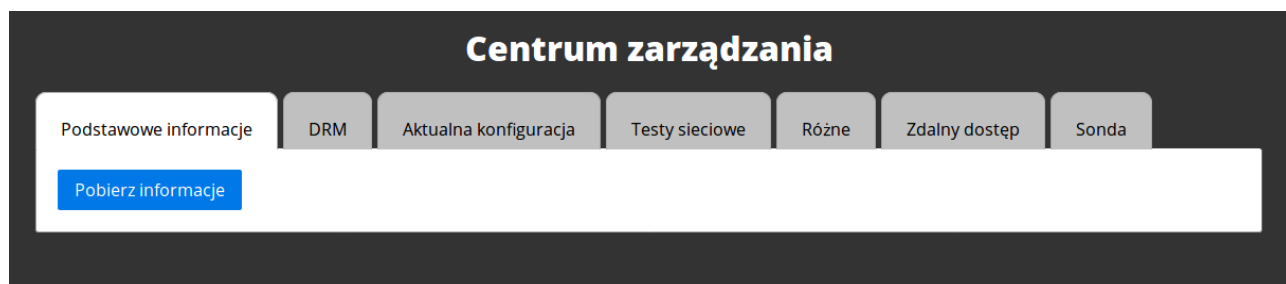 Centrum zarządzania
Podstawowe informacje DRM Aktualna konfiguracja Testy sieciowe Różne Zdalny dostęp Sonda
Pobierz informacje